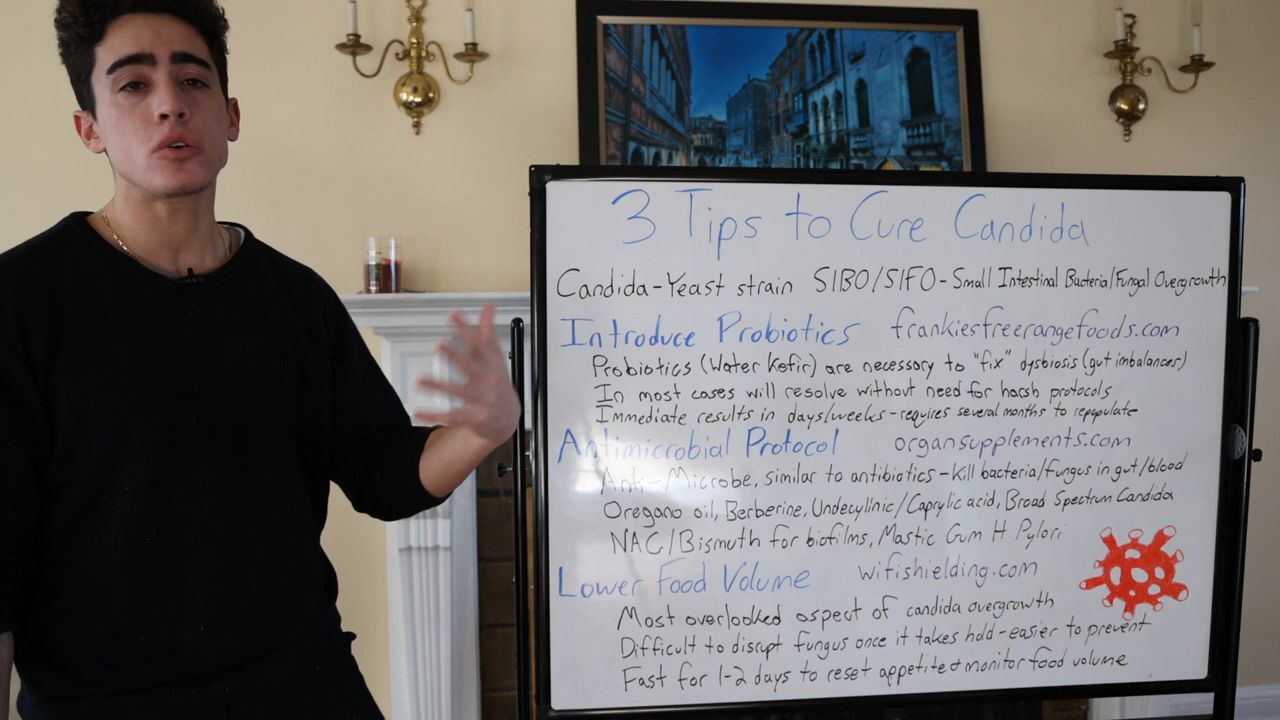 3 Tips to Cure Candida
Candida-Yeast strain SIBO/SIFO - Small Intestinal Bacteria/Fungal Overgrowth
Introduce Probiotics frankiesfreerangefoods.com
Probiotics (Water Kefir) are necessary to "fix" dysbiosis (gut imbalances)
In most cases will resolve without need for harsh protocols
Immediate results in days/weeks - requires several months to repopulate
Antimicrobial Protocol organsupplements.com
Anti-Microbe, similar to antibiotics - Kill bacteria/fungus in gut/blood
Oregano oil, Berberine, Undecylinic/Caprylic acid, Broad Spectrum Candida
NAC/Bismuth for biofilms, Mastic Gum H Pylori
Lower Food Volume wifishielding.com
Most overlooked aspect of candida overgrowth
Difficult to disrupt fungus once it takes hold - easier to prevent
Fast for 1-2 days to reset appetite + monitor food volume